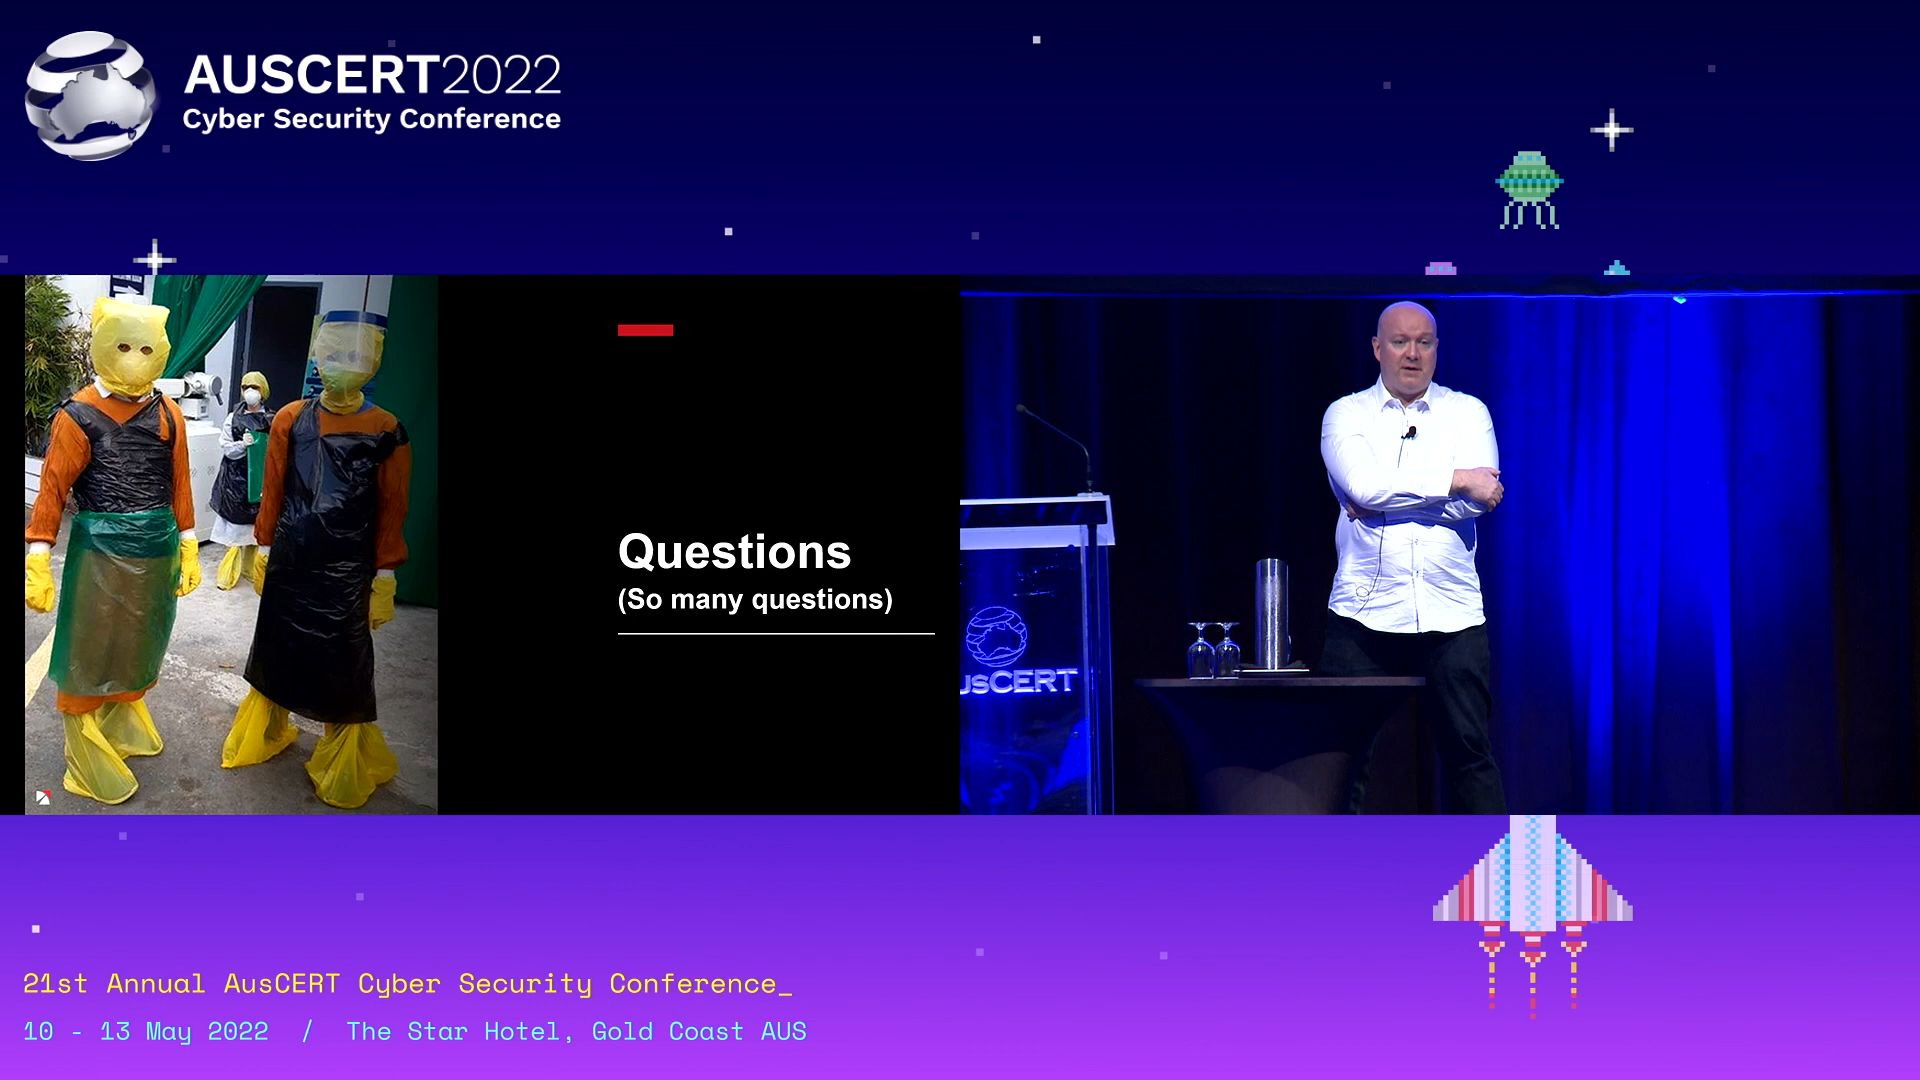 AUSCERT2022
Cyber Security Conference
Questions
(So many questions)
USCERT
21st Annual AusCERT Cyber Security Conference_
10 - 13 May 2022 / The Star Hotel, Gold Coast AUS